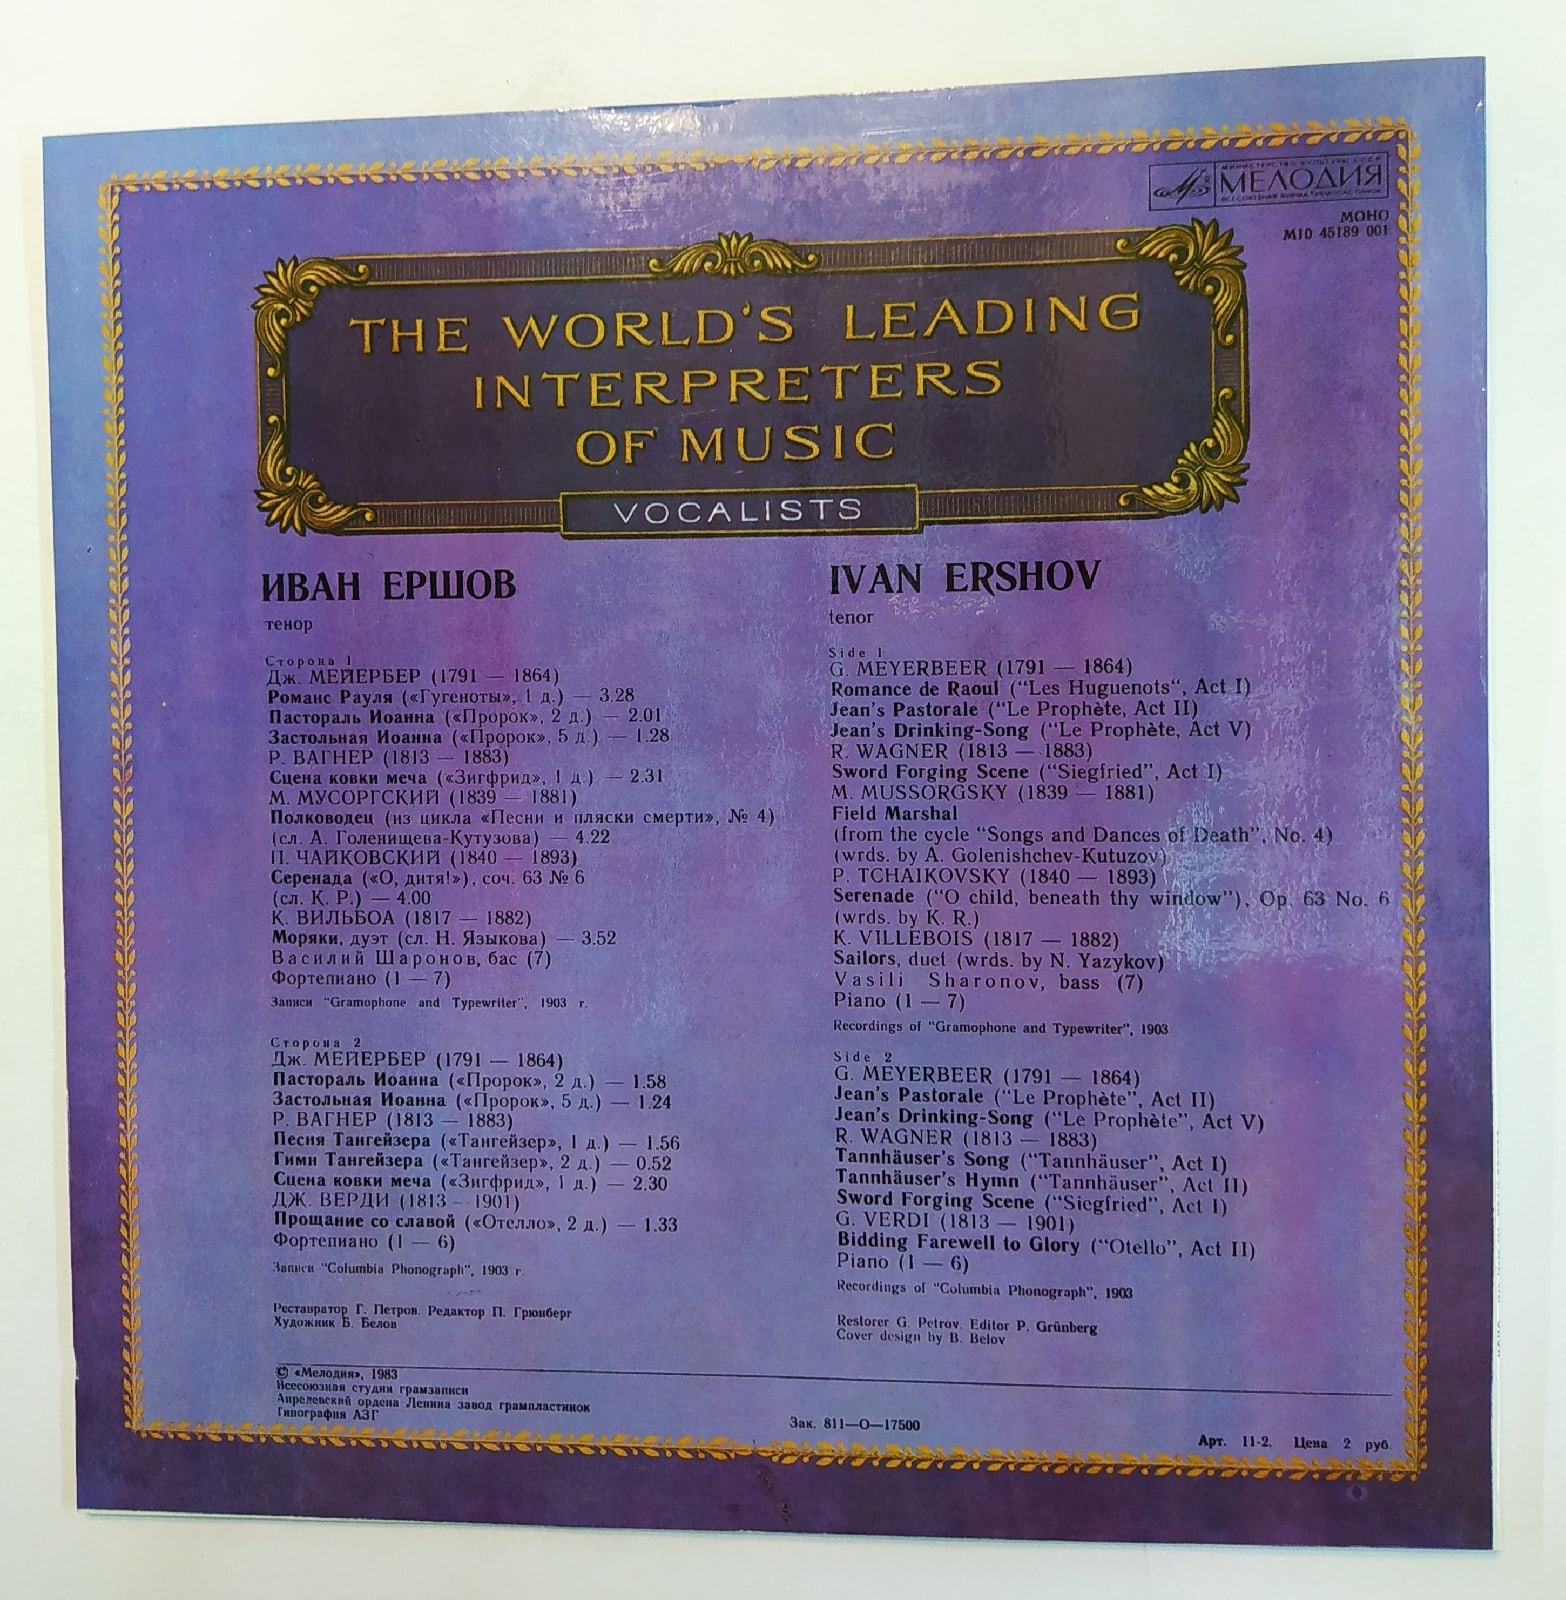 МИНИСТЕРСТВО КУЛЬТУРЫ СССР
МЕЛОДИЯ
ВСЕСОЮЗНАЯ ФИРМА ГРАМПЛАСТИНОК
МОНО
М10 45189 001
THE WORLD'S LEADING
INTERPRETERS
OF MUSIC
VOCALISTS
ИВАН ЕРШОВ
тенор
Сторона 1
Дж. МЕЙЕРБЕР (1791 — 1864)
Романс Рауля («Гугеноты», 1 д.) — 3.28
Пастораль Иоанна («Пророк», 2 д.) — 2.01
Застольная Иоанна («Пророк», 5 д.) — 1.28
Р. ВАГНЕР (1813 — 1883)
Сцена ковки меча («Зигфрид», 1 д.) — 2.31
М. МУСОРГСКИЙ (1839 — 1881)
Полководец (из цикла «Песни и пляски смерти», № 4)
(сл. А. Голенищева-Кутузова) — 4.22
П. ЧАЙКОВСКИЙ (1840 — 1893)
Серенада («О, дитя!»), соч. 63 № 6
(сл. К. Р.) — 4.00
К. ВИЛЬБОА (1817 — 1882)
Моряки, дуэт (сл. Н. Языкова) — 3.52
Василий Шаронов, бас (7)
Фортепиано (1 — 7)
Записи "Gramophone and Typewriter", 1903 г.
Сторона 2
Дж. МЕЙЕРБЕР (1791 — 1864)
Пастораль Иоанна («Пророк», 2 д.) — 1.58
Застольная Иоанна («Пророк», 5 д.) — 1.24
Р. ВАГНЕР (1813 — 1883)
Песня Тангейзера («Тангейзер», 1 д.) — 1.56
Гимн Тангейзера («Тангейзер», 2 д.) — 0.52
Сцена ковки меча («Зигфрид», 1 д.) — 2.30
ДЖ. ВЕРДИ (1813 — 1901)
Прощание со славой («Отелло», 2 д.) — 1.33
Фортепиано (1 — 6)
Записи "Columbia Phonograph", 1903 г.
Реставратор Г. Петров. Редактор П. Грюнберг
Художник Б. Белов
IVAN ERSHOV
tenor
Side 1
G. MEYERBEER (1791 — 1864)
Romance de Raoul ("Les Huguenots", Act I)
Jean's Pastorale ("Le Prophète, Act II)
Jean's Drinking-Song ("Le Prophète, Act V)
R. WAGNER (1813 — 1883)
Sword Forging Scene ("Siegfried", Act I)
M. MUSSORGSKY (1839 — 1881)
Field Marshal
(from the cycle "Songs and Dances of Death", No. 4)
(wrds. by A. Golenishchev-Kutuzov)
P. TCHAIKOVSKY (1840 — 1893)
Serenade ("O child, beneath thy window"), Op. 63 No. 6
(wrds. by K. R.)
K. VILLEBOIS (1817 — 1882)
Sailors, duet (wrds. by N. Yazykov)
Vasili Sharonov, bass (7)
Piano (1 — 7)
Recordings of "Gramophone and Typewriter", 1903
Side 2
G. MEYERBEER (1791 — 1864)
Jean's Pastorale ("Le Prophète", Act II)
Jean's Drinking-Song ("Le Prophète", Act V)
R. WAGNER (1813 — 1883)
Tannhäuser's Song ("Tannhäuser", Act I)
Tannhäuser's Hymn ("Tannhäuser", Act II)
Sword Forging Scene ("Siegfried", Act I)
G. VERDI (1813 — 1901)
Bidding Farewell to Glory ("Otello", Act II)
Piano (1 — 6)
Recordings of "Columbia Phonograph", 1903
Restorer G. Petrov. Editor P. Grünberg
Cover design by B. Belov
© «Мелодия», 1983
Всесоюзная студия грамзаписи
Апрелевский ордена Ленина завод грампластинок
Типография АЗГ
Зак. 811—О—17500
Арт. 11-2. Цена 2 руб.